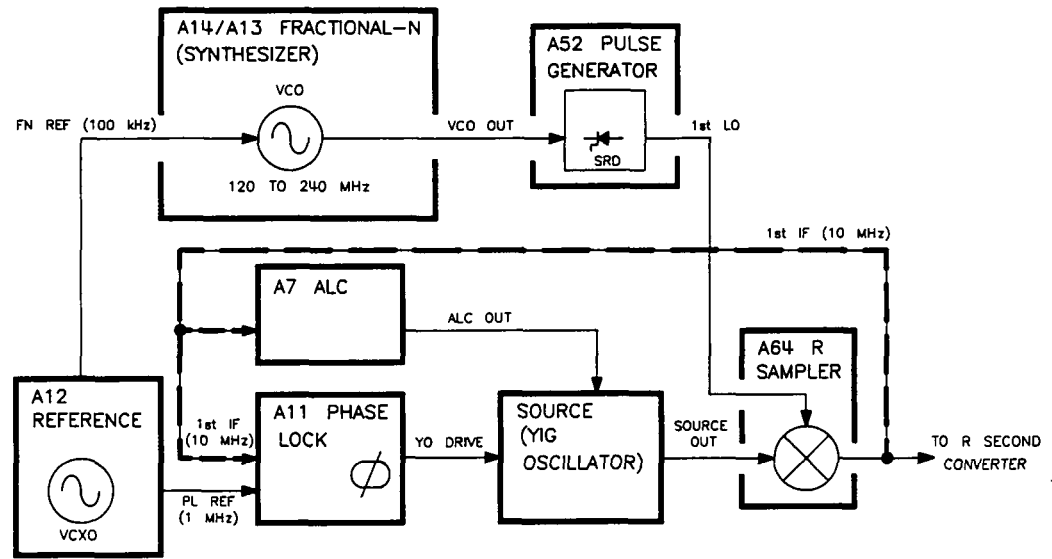 A14/A13 FRACTIONAL-N
(SYNTHESIZER)
VCO
120 TO 240 MHz
FN REF (100 kHz)
VCO OUT
A52 PULSE
GENERATOR
SRD
1st LO
1st IF (10 MHz)
A7 ALC
ALC OUT
A64 R
SAMPLER
A12
REFERENCE
VCXO
1st IF
(10 MHz)
PL REF
(1 MHz)
A11 PHASE
LOCK
YO DRIVE
SOURCE
(YIG
OSCILLATOR)
SOURCE
OUT
TO R SECOND
CONVERTER